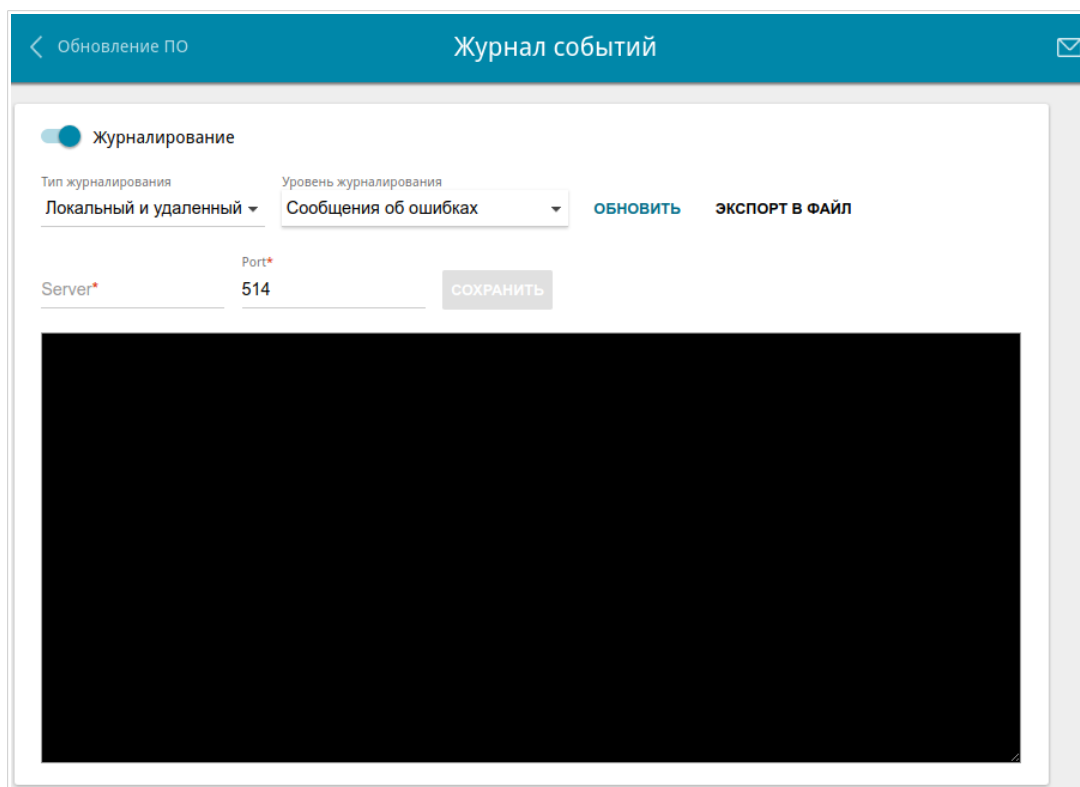 Обновление ПО
Журнал событий
Журналирование
Тип журналирования
Уровень журналирования
Локальный и удаленный
Сообщения об ошибках
ОБНОВИТЬ
ЭКСПОРТ В ФАЙЛ
Port*
Server*
514
СОХРАНИТЬ